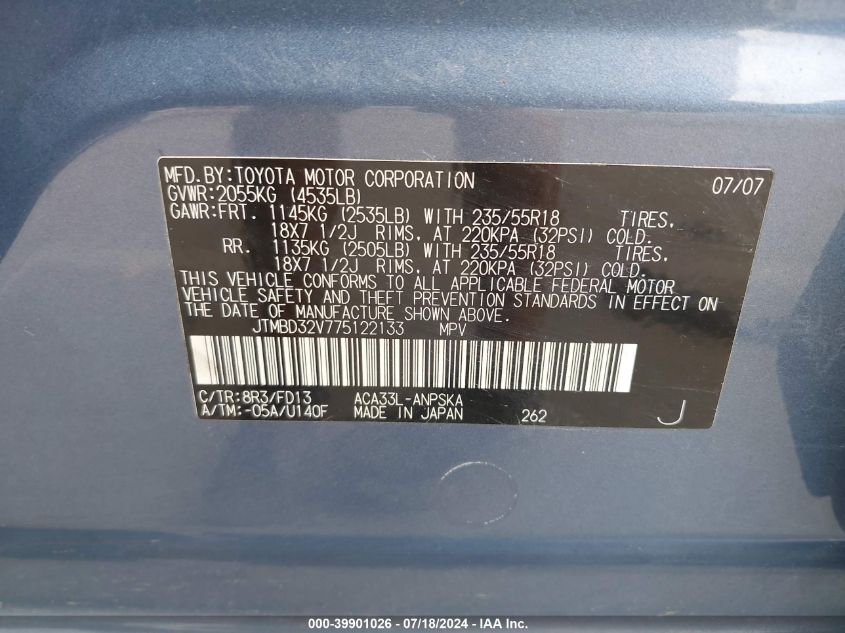 MFD. BY: TOYOTA MOTOR CORPORATION 07/07
GVWR: 2055KG (4535LB)
GAWR: FRT. 1145KG (2535LB) WITH 235/55R18 TIRES,
18X7 1/2J RIMS, AT 220KPA (32PSI) COLD.
RR. 1135KG (2505LB) WITH 235/55R18 TIRES,
18X7 1/2J RIMS, AT 220KPA (32PSI) COLD.
THIS VEHICLE CONFORMS TO ALL APPLICABLE FEDERAL MOTOR
VEHICLE SAFETY AND THEFT PREVENTION STANDARDS IN EFFECT ON
THE DATE OF MANUFACTURE SHOWN ABOVE.
JTMBD32V775122133 MPV
C/TR: 8R3/FD13 ACA33L-ANPSKA
A/TM: -05A/U140F MADE IN JAPAN 262 J
000-39901026 - 07/18/2024 - IAA Inc.